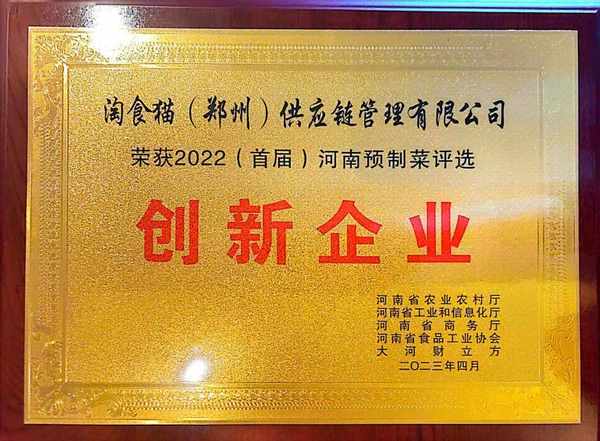 淘食猫（郑州）供应链管理有限公司
荣获2022（首届）河南预制菜评选
创新企业
河南省农业农村厅
河南省工业和信息化厅
河南省商务厅
河南省食品工业协会
大河财立方
二〇二三年四月